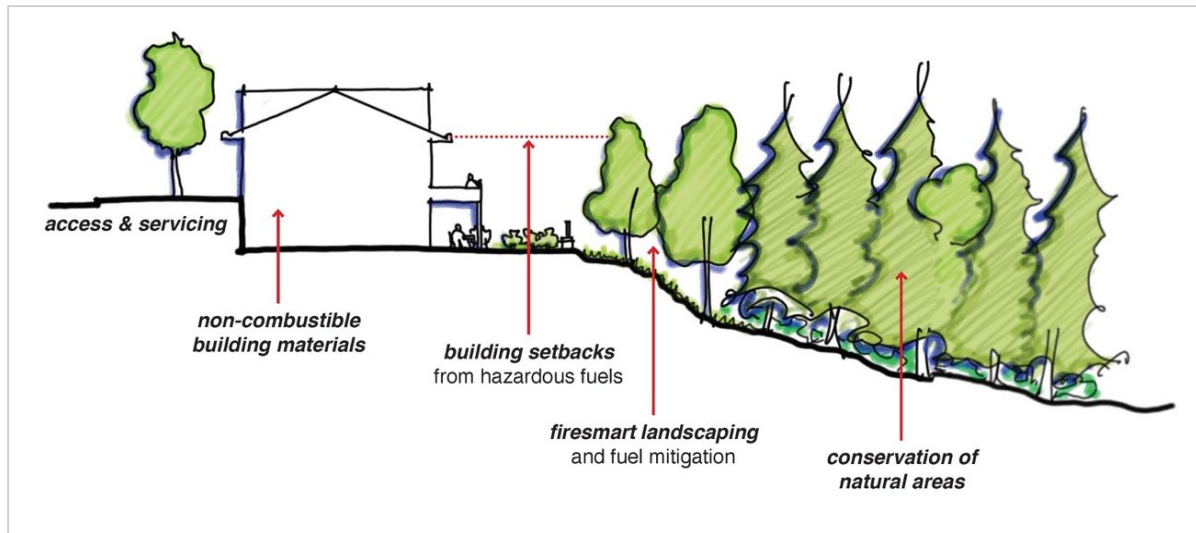 access & servicing
non-combustible
building materials
building setbacks
from hazardous fuels
firesmart landscaping
and fuel mitigation
conservation of
natural areas